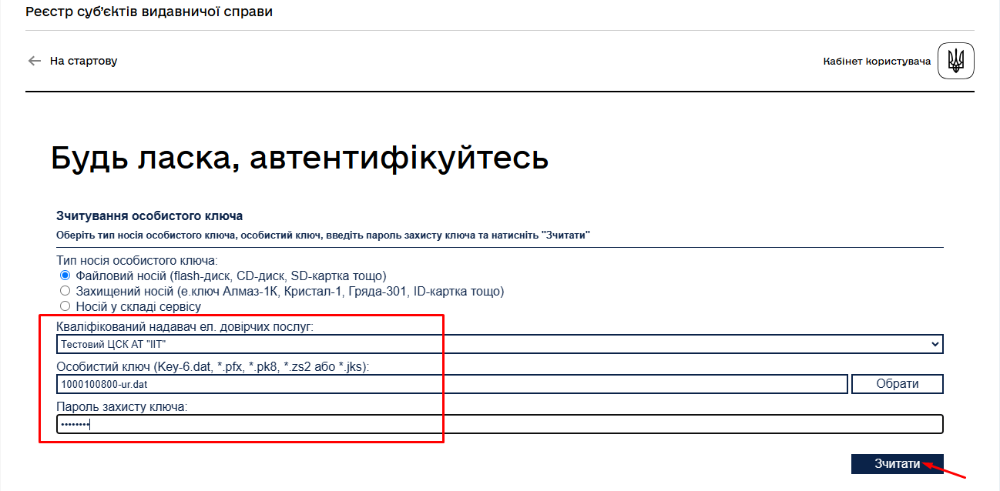 Реєстр суб’єктів видавничої справи
← На стартову
Кабінет користувача
Будь ласка, автентифікуйтесь
Зчитування особистого ключа
Оберіть тип носія особистого ключа, особистий ключ, введіть пароль захисту ключа та натисніть "Зчитати"
Тип носія особистого ключа:
Файловий носій (flash-диск, CD-диск, SD-картка тощо)
Захищений носій (е.ключ Алмаз-1К, Кристал-1, Гряда-301, ID-картка тощо)
Носій у складі сервісу
Кваліфікований надавач ел. довірчих послуг:
Тестовий ЦСК АТ "ІІТ"
Особистий ключ (Key-6.dat, *.pfx, *.pk8, *.zs2 або *.jks):
1000100800-ur.dat
Обрати
Пароль захисту ключа:
••••••••
Зчитати